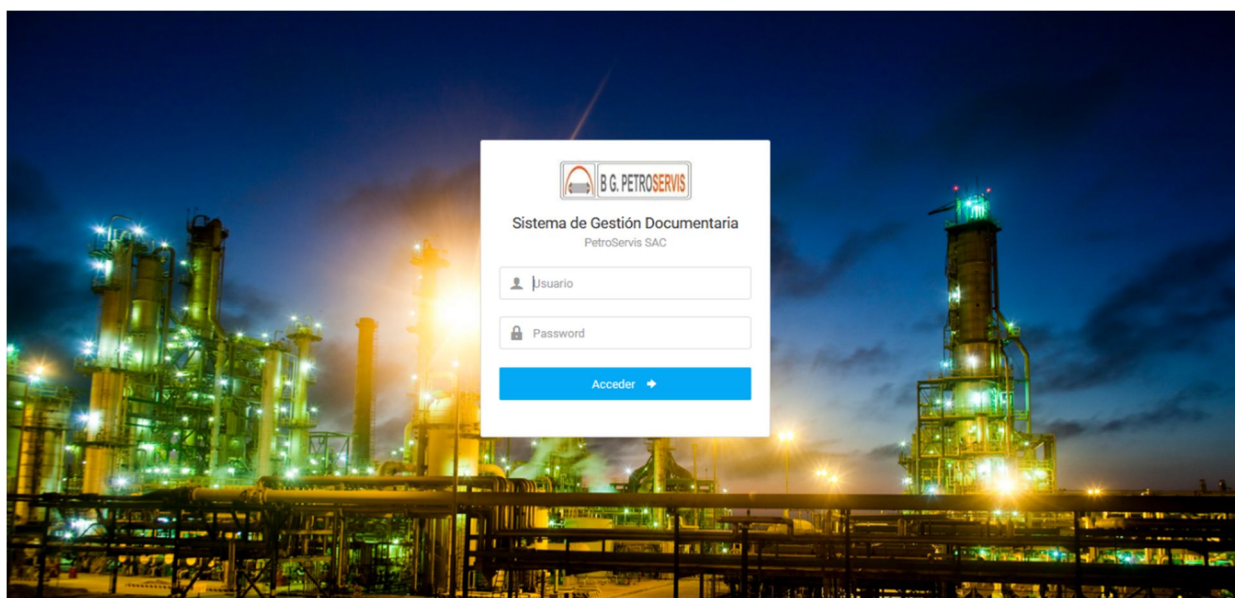 B G. PETROSERVIS
Sistema de Gestión Documentaria
PetroServis SAC
Usuario
Password
Acceder